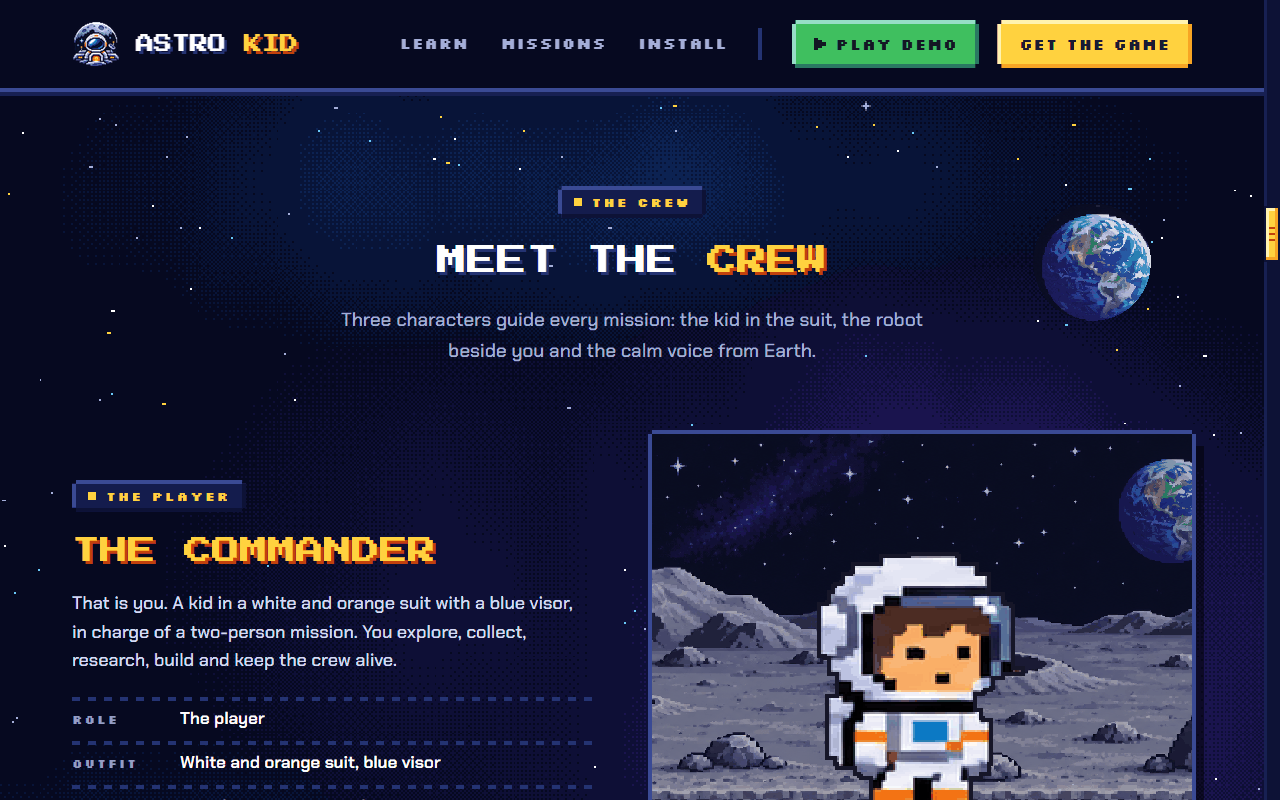 ASTRO KID
LEARN
MISSIONS
INSTALL
PLAY DEMO
GET THE GAME
THE CREW
MEET THE CREW
Three characters guide every mission: the kid in the suit, the robot
beside you and the calm voice from Earth.
THE PLAYER
THE COMMANDER
That is you. A kid in a white and orange suit with a blue visor,
in charge of a two-person mission. You explore, collect,
research, build and keep the crew alive.
ROLE The player
OUTFIT White and orange suit, blue visor